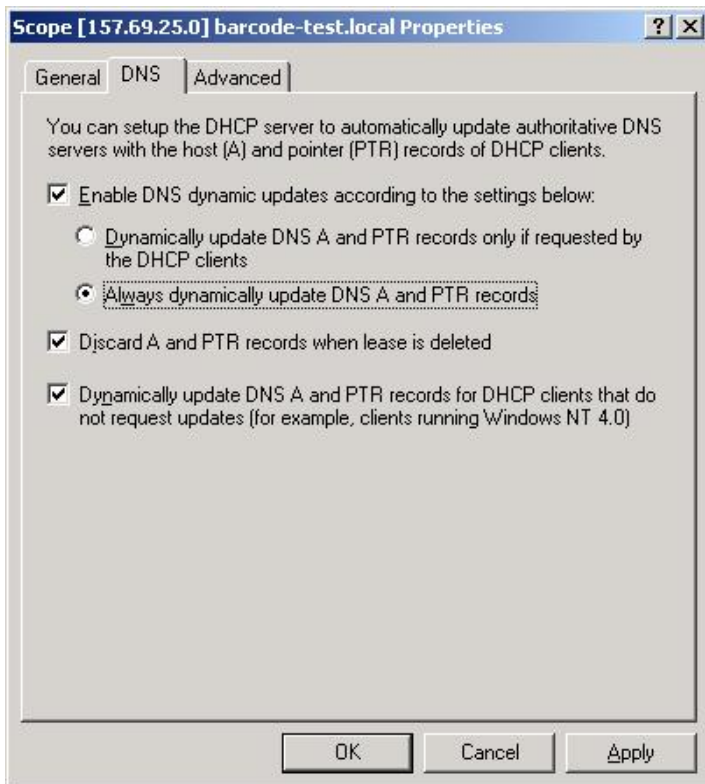 Scope [157.69.25.0] barcode-test.local Properties
General
DNS
Advanced
You can setup the DHCP server to automatically update authoritative DNS
servers with the host (A) and pointer (PTR) records of DHCP clients.
Enable DNS dynamic updates according to the settings below:
Dynamically update DNS A and PTR records only if requested by
the DHCP clients
Always dynamically update DNS A and PTR records
Discard A and PTR records when lease is deleted
Dynamically update DNS A and PTR records for DHCP clients that do
not request updates (for example, clients running Windows NT 4.0)
OK
Cancel
Apply